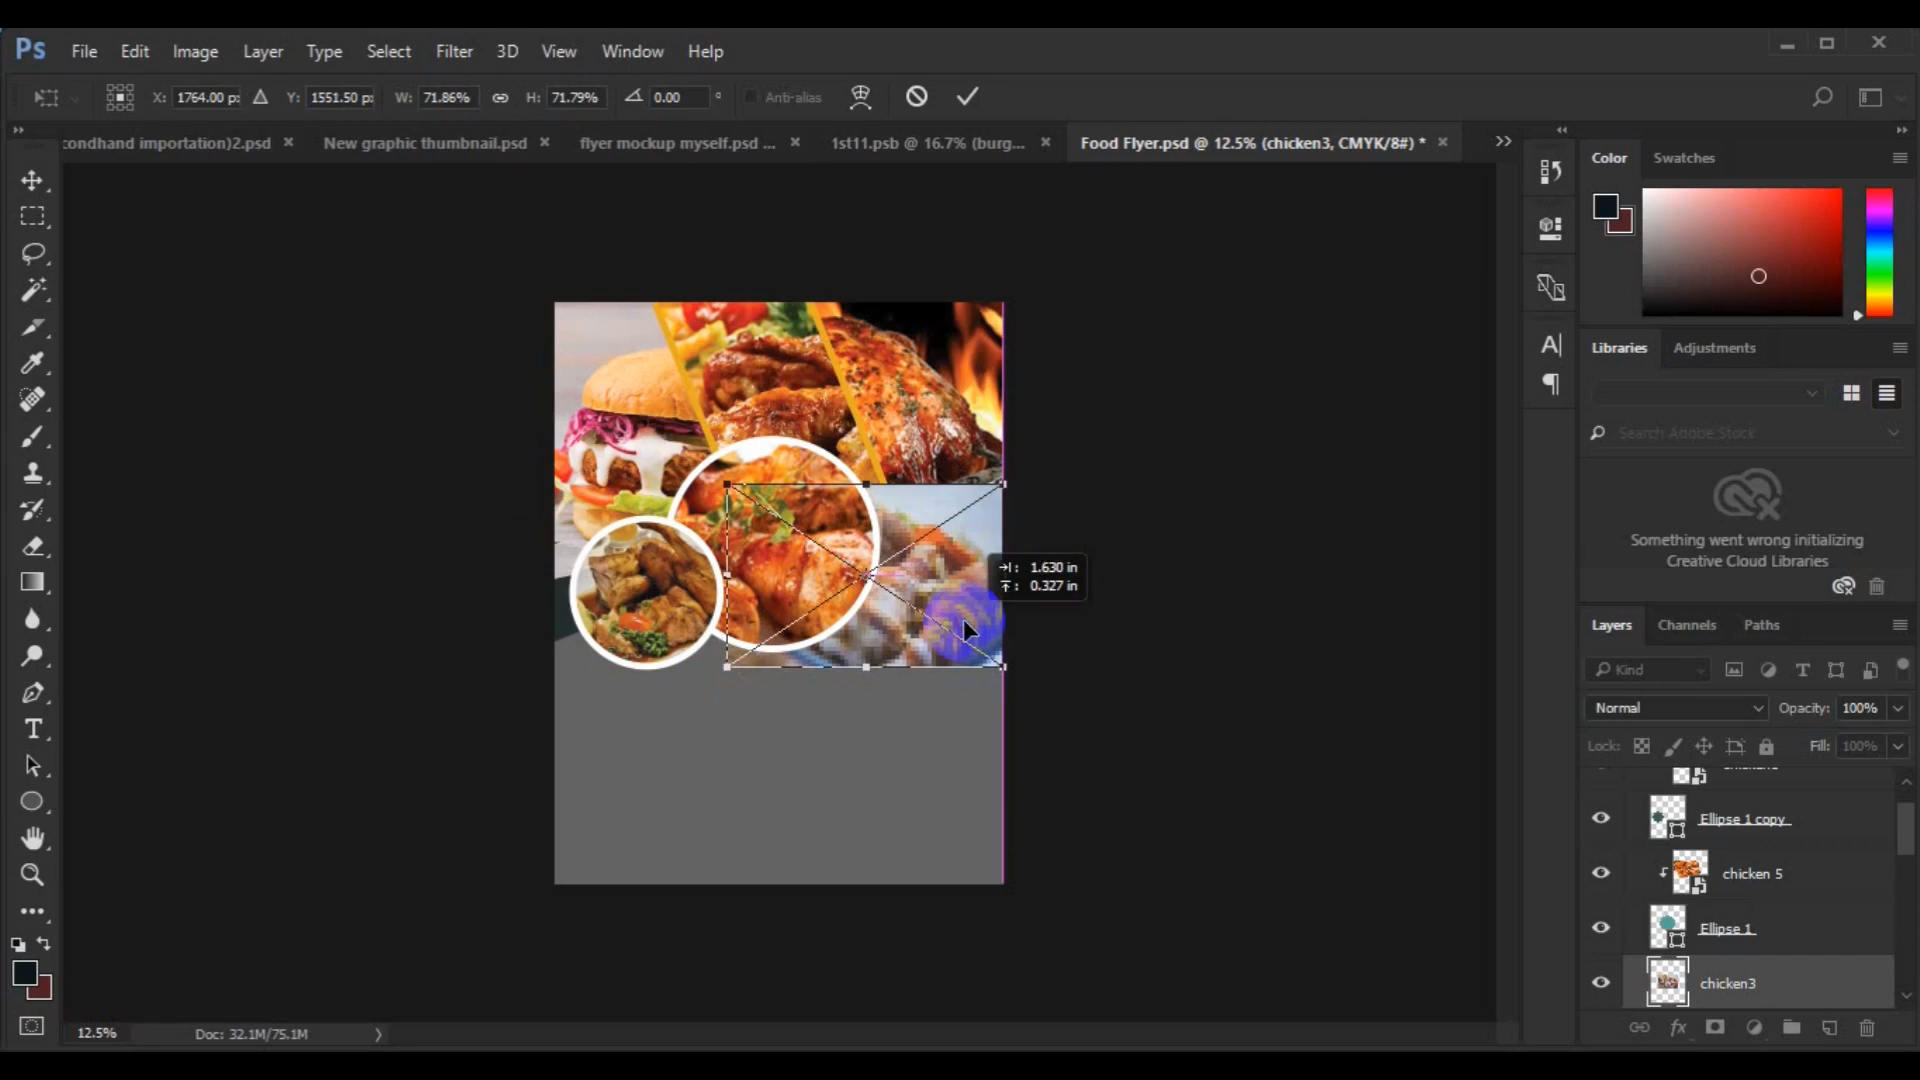 Ps File Edit Image Layer Type Select Filter 3D View Window Help
X: 1764.00 p: Y: 1551.50 p: W: 71.86% H: 71.79% 0.00 ° Anti-alias
condhand importation)2.psd × New graphic thumbnail.psd × flyer mockup myself.psd ... × 1st11.psb @ 16.7% (burg... × Food Flyer.psd @ 12.5% (chicken3, CMYK/8#) * ×
Color Swatches
Libraries Adjustments
Search Adobe Stock
Something went wrong initializing
Creative Cloud Libraries
1.630 in
0.327 in
Layers Channels Paths
Kind
Normal Opacity: 100%
Lock: Fill: 100%
Ellipse 1 copy
chicken 5
Ellipse 1
chicken3
12.5% Doc: 32.1M/75.1M